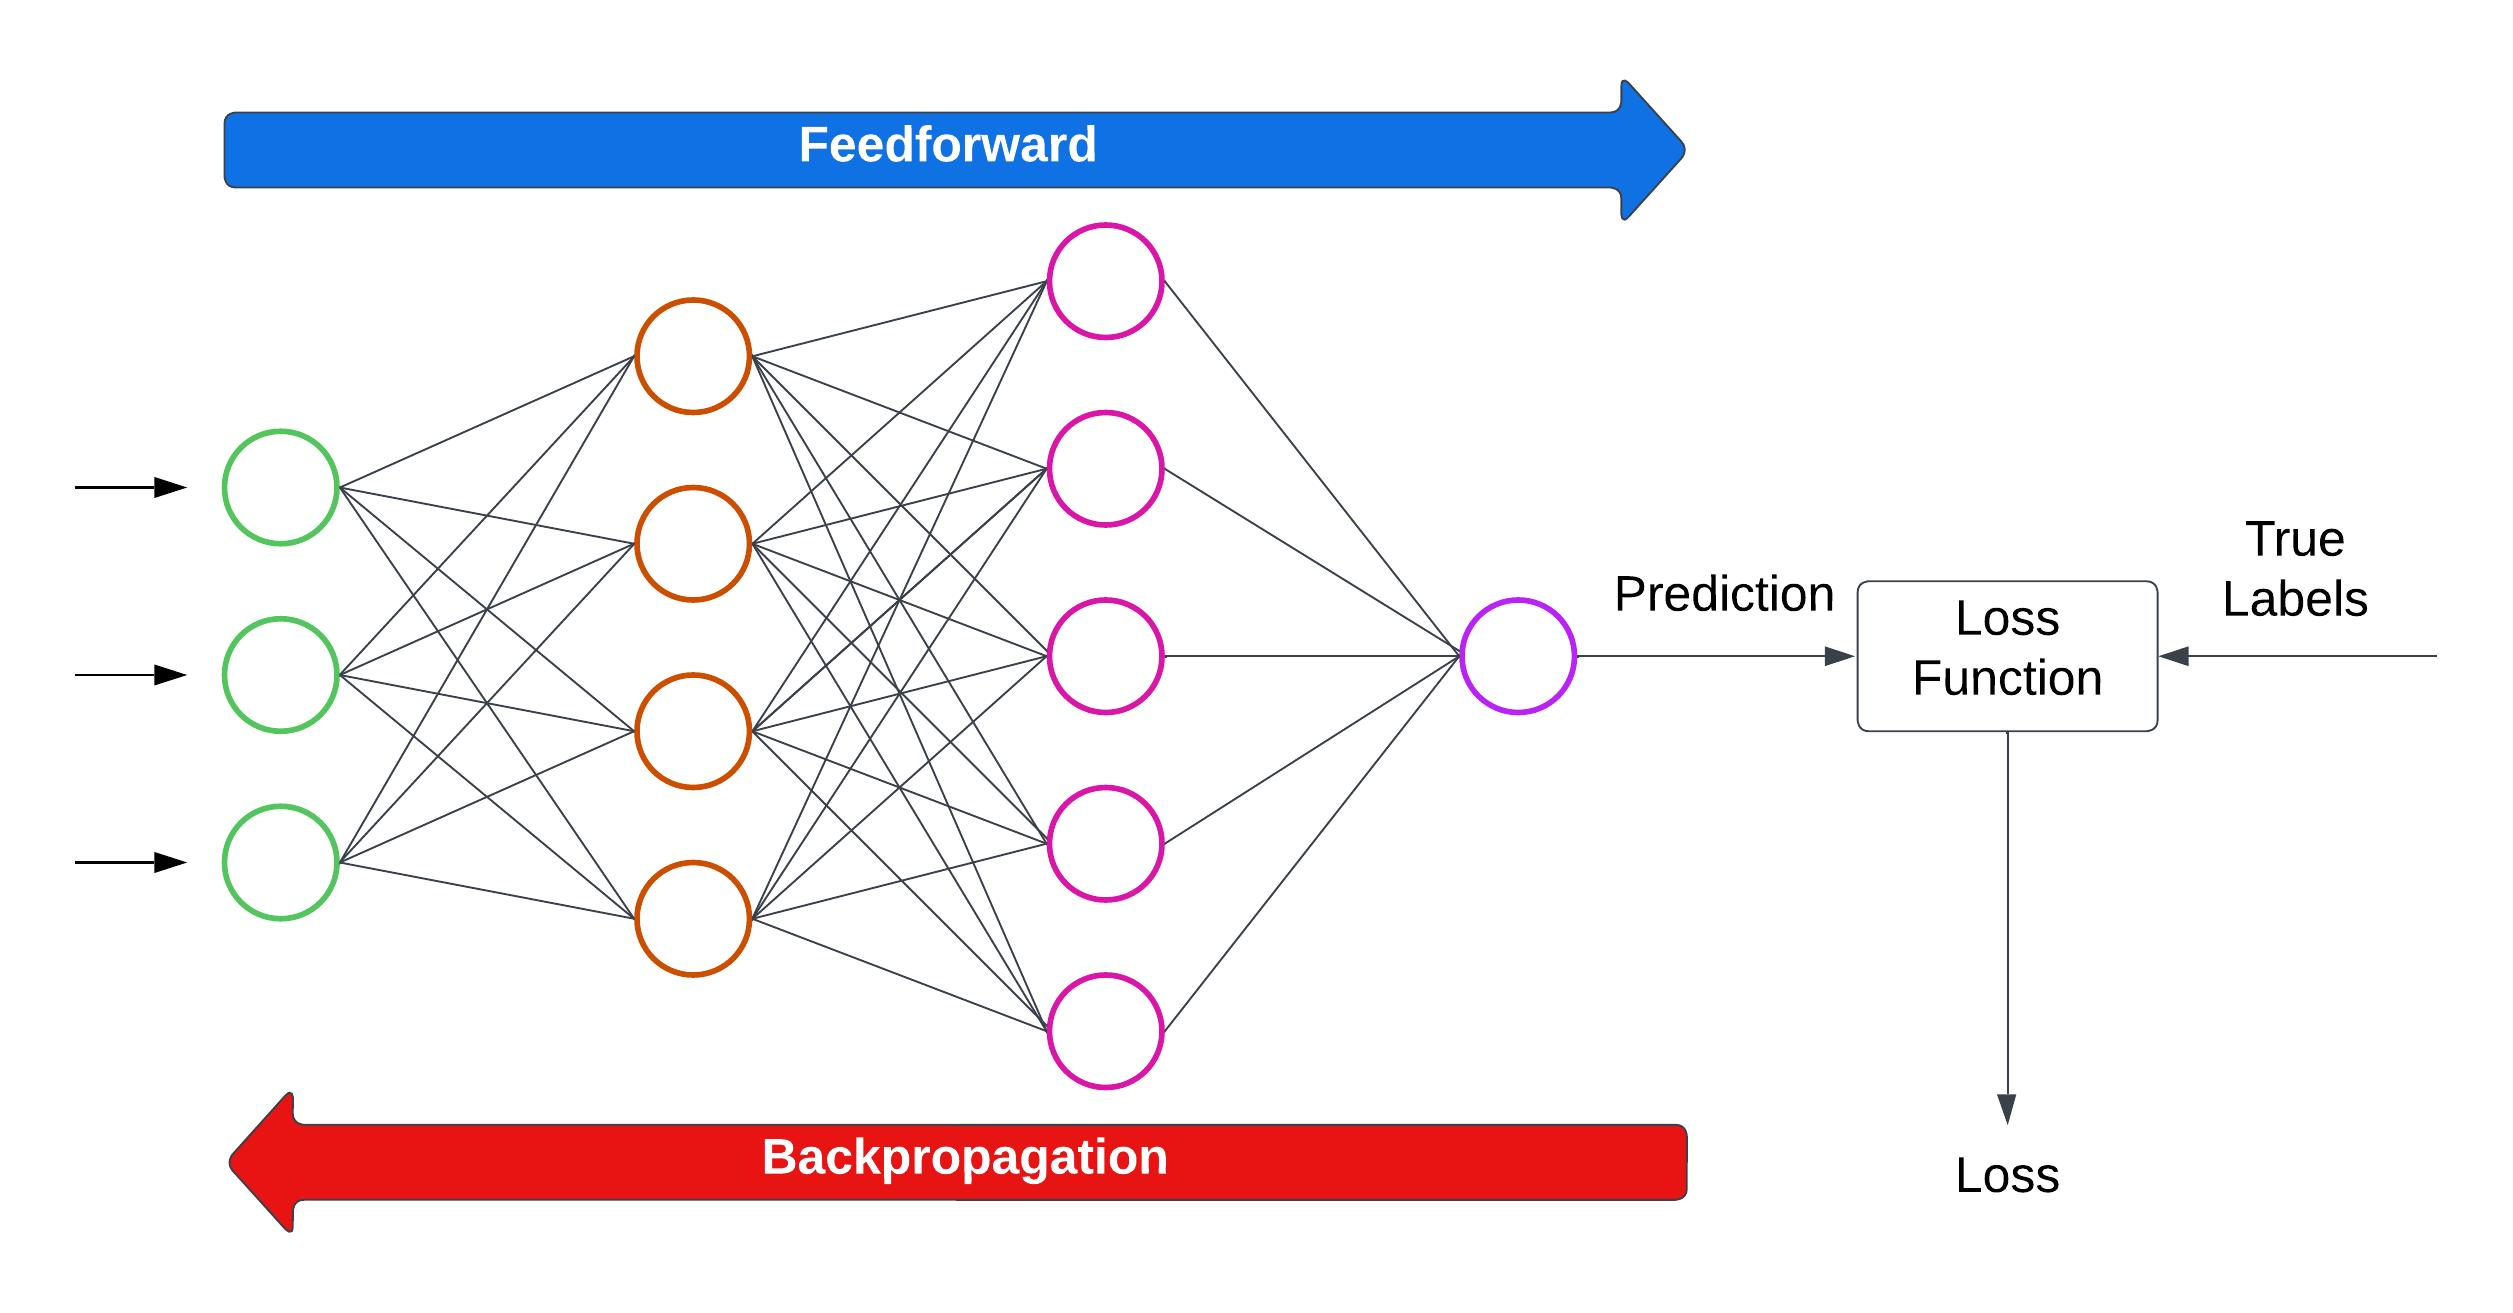 Feedforward
Prediction
True
Labels
Loss
Function
Backpropagation
Loss